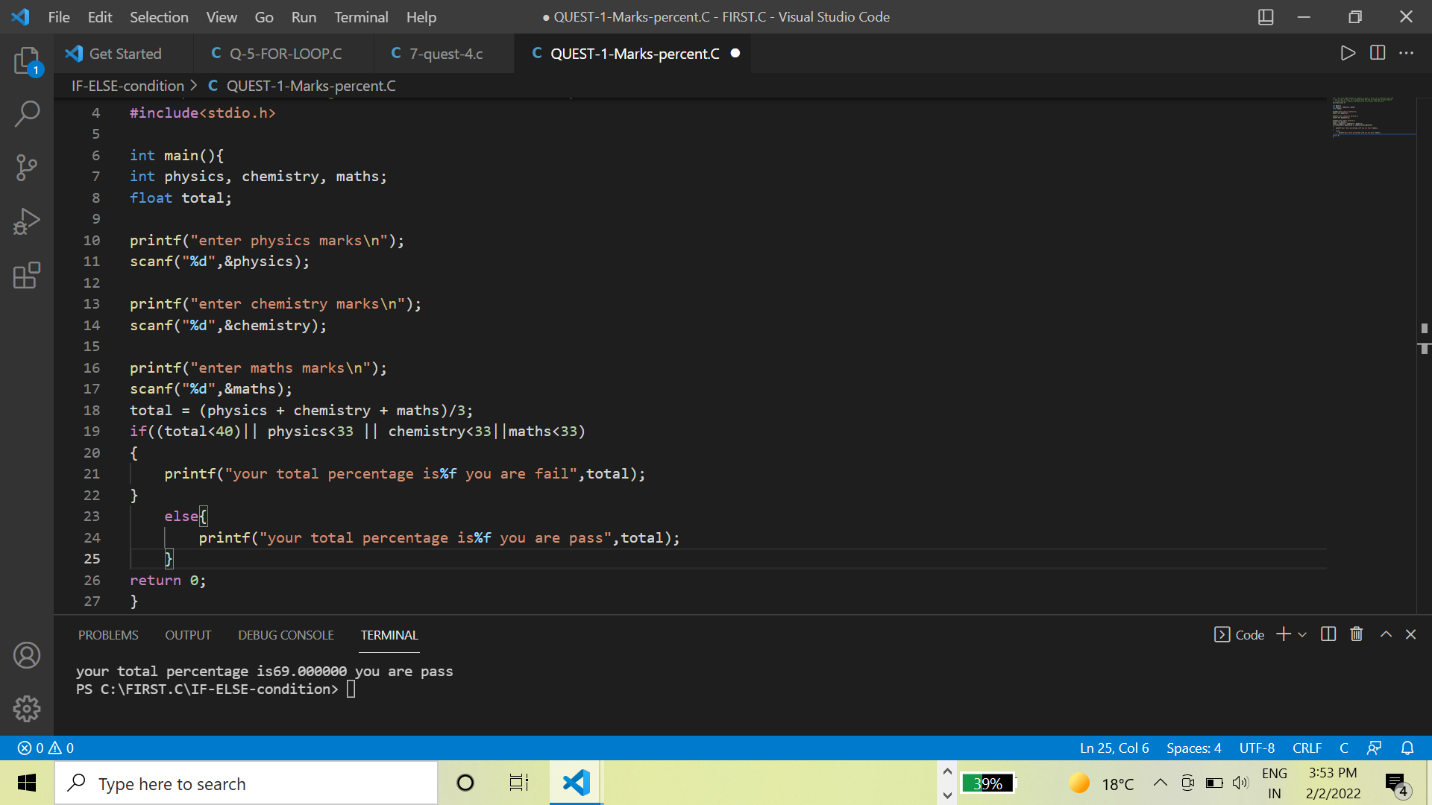 File Edit Selection View Go Run Terminal Help ● QUEST-1-Marks-percent.C - FIRST.C - Visual Studio Code
Get Started C Q-5-FOR-LOOP.C C 7-quest-4.c C QUEST-1-Marks-percent.C ●
1
IF-ELSE-condition > C QUEST-1-Marks-percent.C
4 #include<stdio.h>
5
6 int main(){
7 int physics, chemistry, maths;
8 float total;
9
10 printf("enter physics marks\n");
11 scanf("%d",&physics);
12
13 printf("enter chemistry marks\n");
14 scanf("%d",&chemistry);
15
16 printf("enter maths marks\n");
17 scanf("%d",&maths);
18 total = (physics + chemistry + maths)/3;
19 if((total<40)|| physics<33 || chemistry<33||maths<33)
20 {
21     printf("your total percentage is%f you are fail",total);
22 }
23     else{
24         printf("your total percentage is%f you are pass",total);
25     }
26 return 0;
27 }
PROBLEMS OUTPUT DEBUG CONSOLE TERMINAL Code
your total percentage is69.000000 you are pass
PS C:\FIRST.C\IF-ELSE-condition>
0 0 Ln 25, Col 6 Spaces: 4 UTF-8 CRLF C
Type here to search 39% 18°C ENG IN 3:53 PM 2/2/2022 4